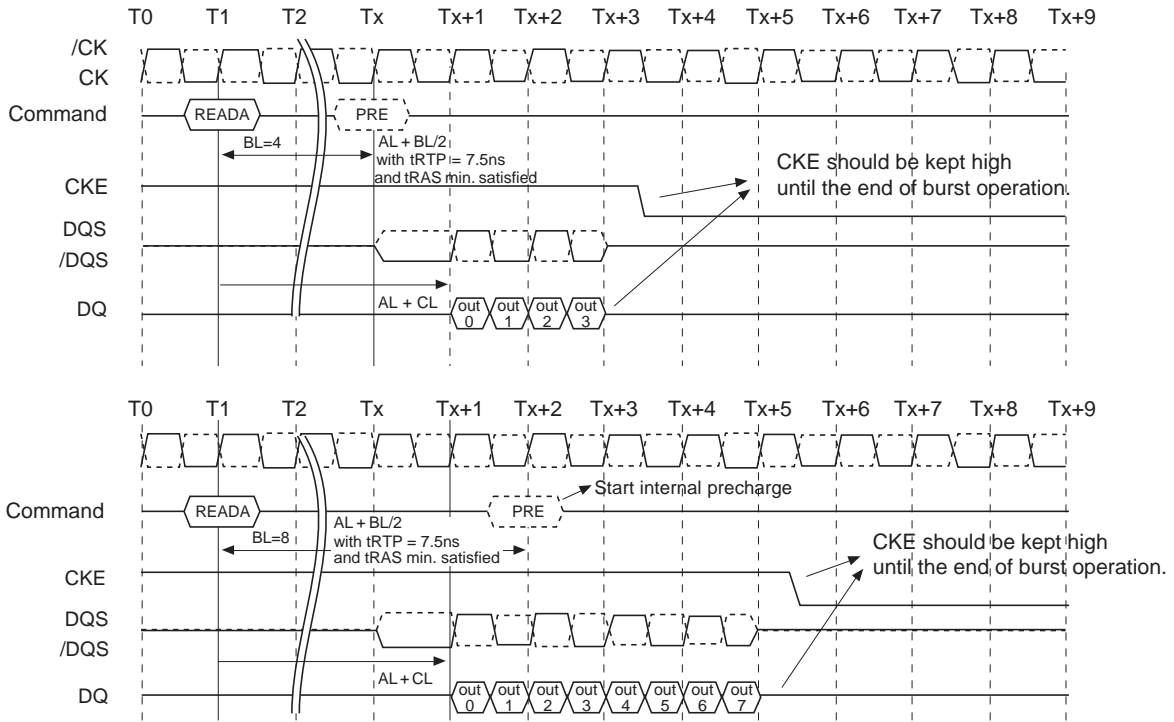 T0 T1 T2 Tx Tx+1 Tx+2 Tx+3 Tx+4 Tx+5 Tx+6 Tx+7 Tx+8 Tx+9
/CK
CK
Command READA PRE
BL=4
AL + BL/2
with tRTP = 7.5ns
and tRAS min. satisfied
CKE should be kept high
until the end of burst operation.
CKE
DQS
/DQS
AL + CL
DQ
out 0 out 1 out 2 out 3
T0 T1 T2 Tx Tx+1 Tx+2 Tx+3 Tx+4 Tx+5 Tx+6 Tx+7 Tx+8 Tx+9
Start internal precharge
Command READA PRE
BL=8
AL + BL/2
with tRTP = 7.5ns
and tRAS min. satisfied
CKE should be kept high
until the end of burst operation.
CKE
DQS
/DQS
AL + CL
DQ
out 0 out 1 out 2 out 3 out 4 out 5 out 6 out 7